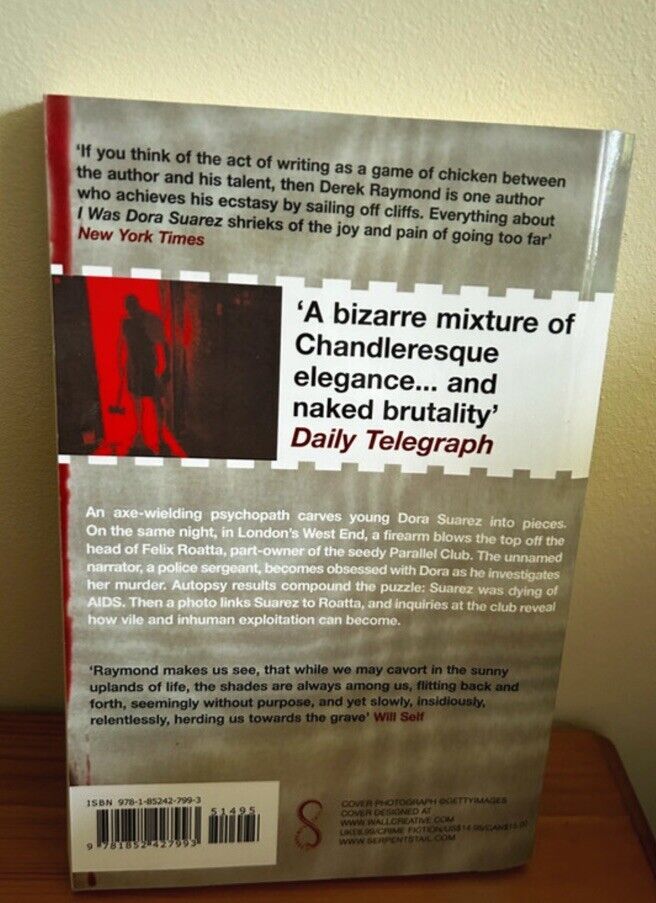 'If you think of the act of writing as a game of chicken between
the author and his talent, then Derek Raymond is one author
who achieves his ecstasy by sailing off cliffs. Everything about
I Was Dora Suarez shrieks of the joy and pain of going too far'
New York Times
'A bizarre mixture of
Chandleresque
elegance... and
naked brutality'
Daily Telegraph
An axe-wielding psychopath carves young Dora Suarez into pieces.
On the same night, in London's West End, a firearm blows the top off the
head of Felix Roatta, part-owner of the seedy Parallel Club. The unnamed
narrator, a police sergeant, becomes obsessed with Dora as he investigates
her murder. Autopsy results compound the puzzle: Suarez was dying of
AIDS. Then a photo links Suarez to Roatta, and inquiries at the club reveal
how vile and inhuman exploitation can become.
'Raymond makes us see, that while we may cavort in the sunny
uplands of life, the shades are always among us, flitting back and
forth, seemingly without purpose, and yet slowly, insidiously,
relentlessly, herding us towards the grave' Will Self
ISBN 978-1-85242-799-3
51495
9 781852 427993
COVER PHOTOGRAPH ©GETTYIMAGES
COVER DESIGNED AT
WWW.WALLCREATIVE.COM
UK£6.99/CRIME FICTION/US$14.95/CAN$15.00
WWW.SERPENTSTAIL.COM